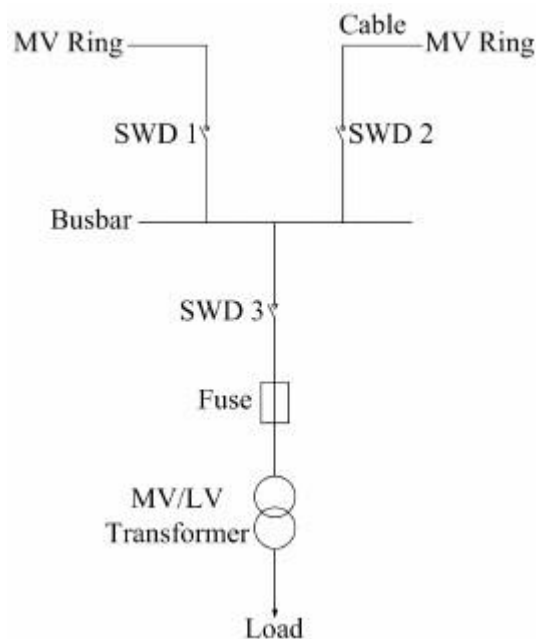 Cable
MV Ring
MV Ring
SWD 1
SWD 2
Busbar
SWD 3
Fuse
MV/LV
Transformer
Load